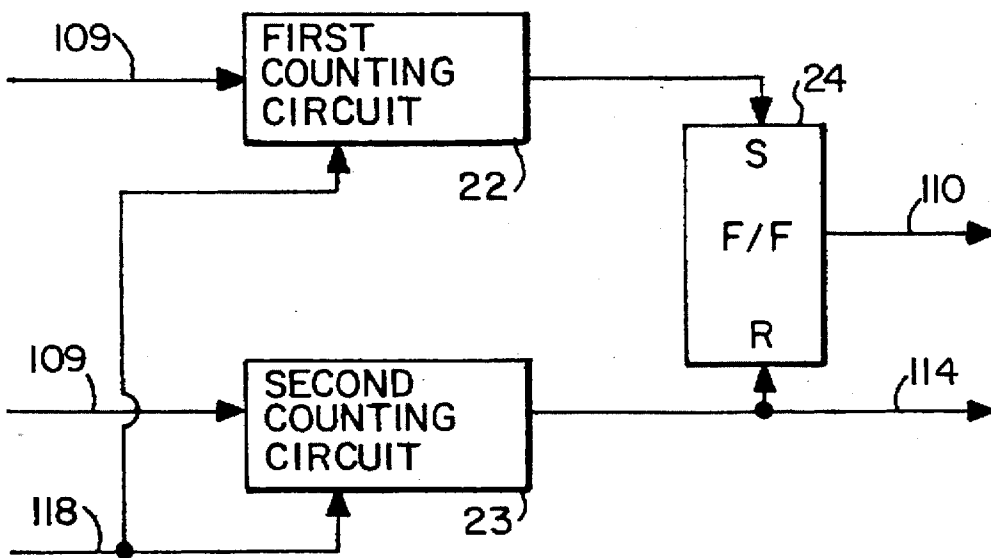 109
FIRST
COUNTING
CIRCUIT
22
24
S
F/F
R
110
109
SECOND
COUNTING
CIRCUIT
23
114
118